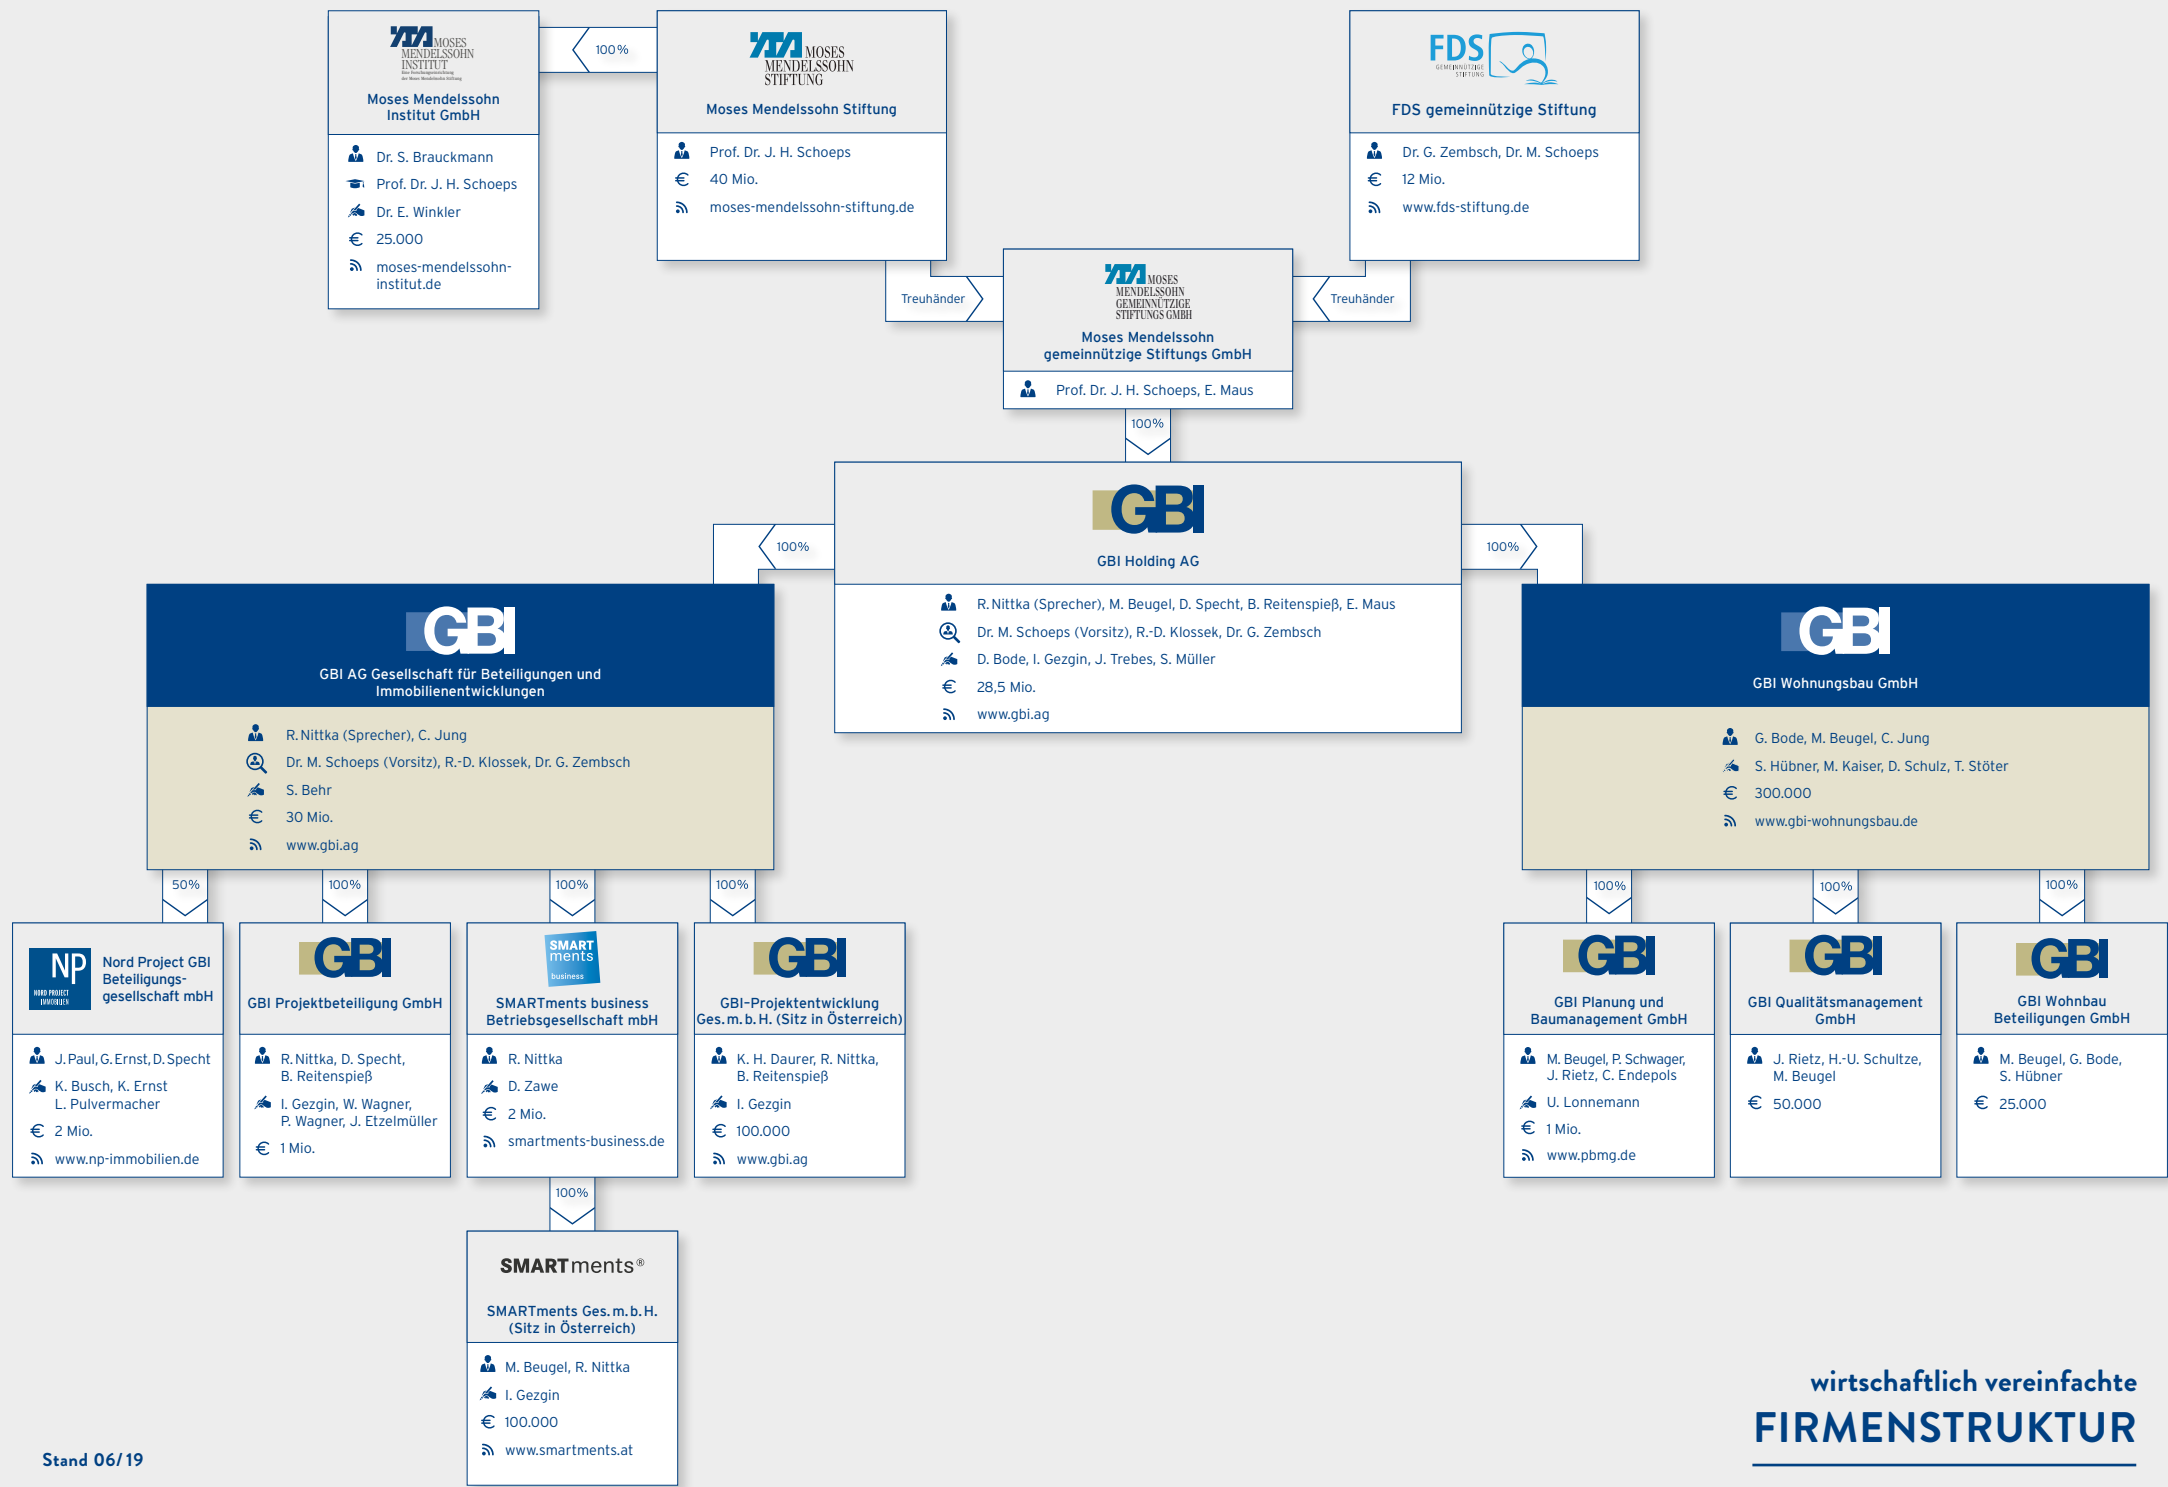 MOSES
MENDELSSOHN
INSTITUT
Eine Forschungseinrichtung
der Moses Mendelssohn Stiftung
Moses Mendelssohn
Institut GmbH
Dr. S. Brauckmann
Prof. Dr. J. H. Schoeps
Dr. E. Winkler
€ 25.000
moses-mendelssohn-
institut.de
100%
MOSES
MENDELSSOHN
STIFTUNG
Moses Mendelssohn Stiftung
Prof. Dr. J. H. Schoeps
€ 40 Mio.
moses-mendelssohn-stiftung.de
FDS
GEMEINNÜTZIGE
STIFTUNG
FDS gemeinnützige Stiftung
Dr. G. Zembsch, Dr. M. Schoeps
€ 12 Mio.
www.fds-stiftung.de
Treuhänder
MOSES
MENDELSSOHN
GEMEINNÜTZIGE
STIFTUNGS GMBH
Moses Mendelssohn
gemeinnützige Stiftungs GmbH
Prof. Dr. J. H. Schoeps, E. Maus
Treuhänder
100%
GBI
GBI Holding AG
R. Nittka (Sprecher), M. Beugel, D. Specht, B. Reitenspieß, E. Maus
Dr. M. Schoeps (Vorsitz), R.-D. Klossek, Dr. G. Zembsch
D. Bode, I. Gezgin, J. Trebes, S. Müller
€ 28,5 Mio.
www.gbi.ag
100%
100%
GBI
GBI AG Gesellschaft für Beteiligungen und
Immobilienentwicklungen
R. Nittka (Sprecher), C. Jung
Dr. M. Schoeps (Vorsitz), R.-D. Klossek, Dr. G. Zembsch
S. Behr
€ 30 Mio.
www.gbi.ag
GBI
GBI Wohnungsbau GmbH
G. Bode, M. Beugel, C. Jung
S. Hübner, M. Kaiser, D. Schulz, T. Stöter
€ 300.000
www.gbi-wohnungsbau.de
50%
100%
100%
100%
100%
100%
100%
NP
NORD PROJECT
IMMOBILIEN
Nord Project GBI
Beteiligungs-
gesellschaft mbH
J. Paul, G. Ernst, D. Specht
K. Busch, K. Ernst
L. Pulvermacher
€ 2 Mio.
www.np-immobilien.de
GBI
GBI Projektbeteiligung GmbH
R. Nittka, D. Specht,
B. Reitenspieß
I. Gezgin, W. Wagner,
P. Wagner, J. Etzelmüller
€ 1 Mio.
SMART
ments
business
SMARTments business
Betriebsgesellschaft mbH
R. Nittka
D. Zawe
€ 2 Mio.
smartments-business.de
GBI
GBI-Projektentwicklung
Ges. m. b. H. (Sitz in Österreich)
K. H. Daurer, R. Nittka,
B. Reitenspieß
I. Gezgin
€ 100.000
www.gbi.ag
GBI
GBI Planung und
Baumanagement GmbH
M. Beugel, P. Schwager,
J. Rietz, C. Endepols
U. Lonnemann
€ 1 Mio.
www.pbmg.de
GBI
GBI Qualitätsmanagement
GmbH
J. Rietz, H.-U. Schultze,
M. Beugel
€ 50.000
GBI
GBI Wohnbau
Beteiligungen GmbH
M. Beugel, G. Bode,
S. Hübner
€ 25.000
100%
SMARTments®
SMARTments Ges. m. b. H.
(Sitz in Österreich)
M. Beugel, R. Nittka
I. Gezgin
€ 100.000
www.smartments.at
wirtschaftlich vereinfachte
FIRMENSTRUKTUR
Stand 06/19